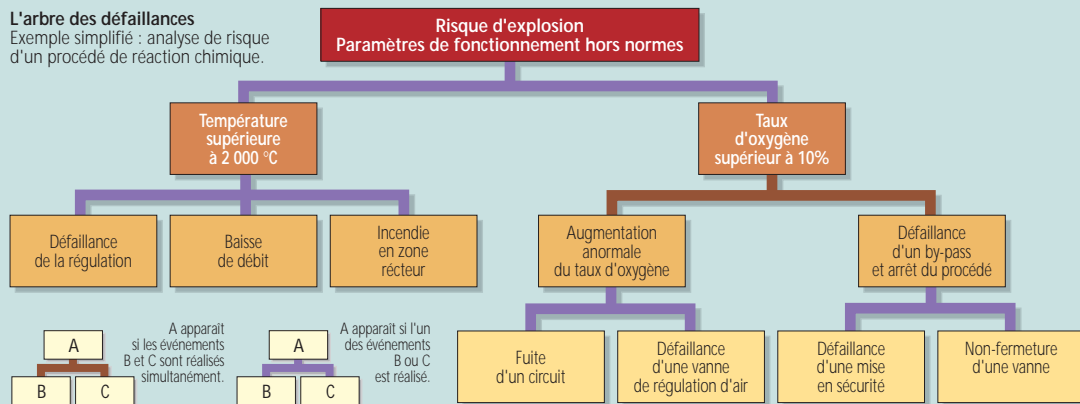 L'arbre des défaillances
Exemple simplifié : analyse de risque
d'un procédé de réaction chimique.
Risque d'explosion
Paramètres de fonctionnement hors normes
Température
supérieure
à 2 000 °C
Taux
d'oxygène
supérieur à 10%
Défaillance
de la régulation
Baisse
de débit
Incendie
en zone
récteur
Augmentation
anormale
du taux d'oxygène
Défaillance
d'un by-pass
et arrêt du procédé
A
B
C
A apparaît
si les événements
B et C sont réalisés
simultanément.
A
B
C
A apparaît si l'un
des événements
B ou C
est réalisé.
Fuite
d'un circuit
Défaillance
d'une vanne
de régulation d'air
Défaillance
d'une mise
en sécurité
Non-fermeture
d'une vanne